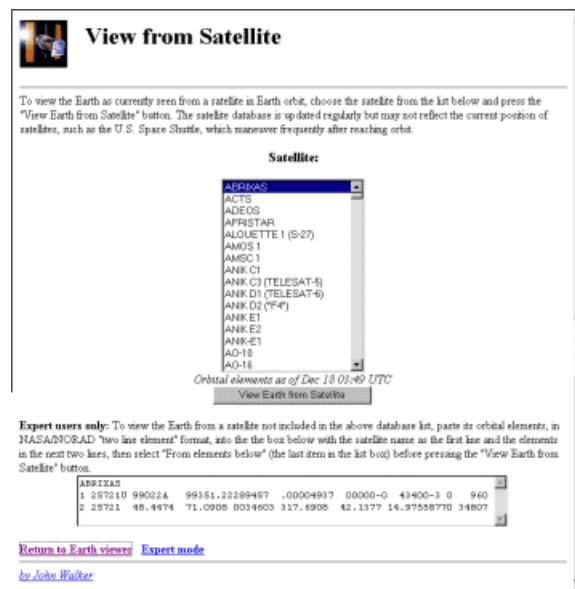 View from Satellite
To view the Earth as currently seen from a satellite in Earth orbit, choose the satellite from the list below and press the
"View Earth from Satellite" button. The satellite database is updated regularly but may not reflect the current position of
satellites, such as the U.S. Space Shuttle, which maneuver frequently after reaching orbit.
Satellite:
ABRIXAS
ACTS
ADEOS
AFRISTAR
ALOUETTE 1 (S-27)
AMOS 1
AMSC 1
ANIK C1
ANIK C3 (TELESAT-5)
ANIK D1 (TELESAT-6)
ANIK D2 ("F4")
ANIK E1
ANIK E2
ANIK-E1
AO-10
AO-16
Orbital elements as of Dec 18 03:49 UTC
View Earth from Satellite
Expert users only: To view the Earth from a satellite not included in the above database list, paste its orbital elements, in
NASA/NORAD "two line element" format, into the the box below with the satellite name as the first line and the elements
in the next two lines, then select "From elements below" (the last item in the list box) before pressing the "View Earth from
Satellite" button.
ABRIXAS
1 25721U 99022A 99351.22289457 .00004937 00000-0 43400-3 0 960
2 25721 48.4474 71.0908 0034603 317.6908 42.1377 14.97558770 34807
Return to Earth viewer Expert mode
by John Walker